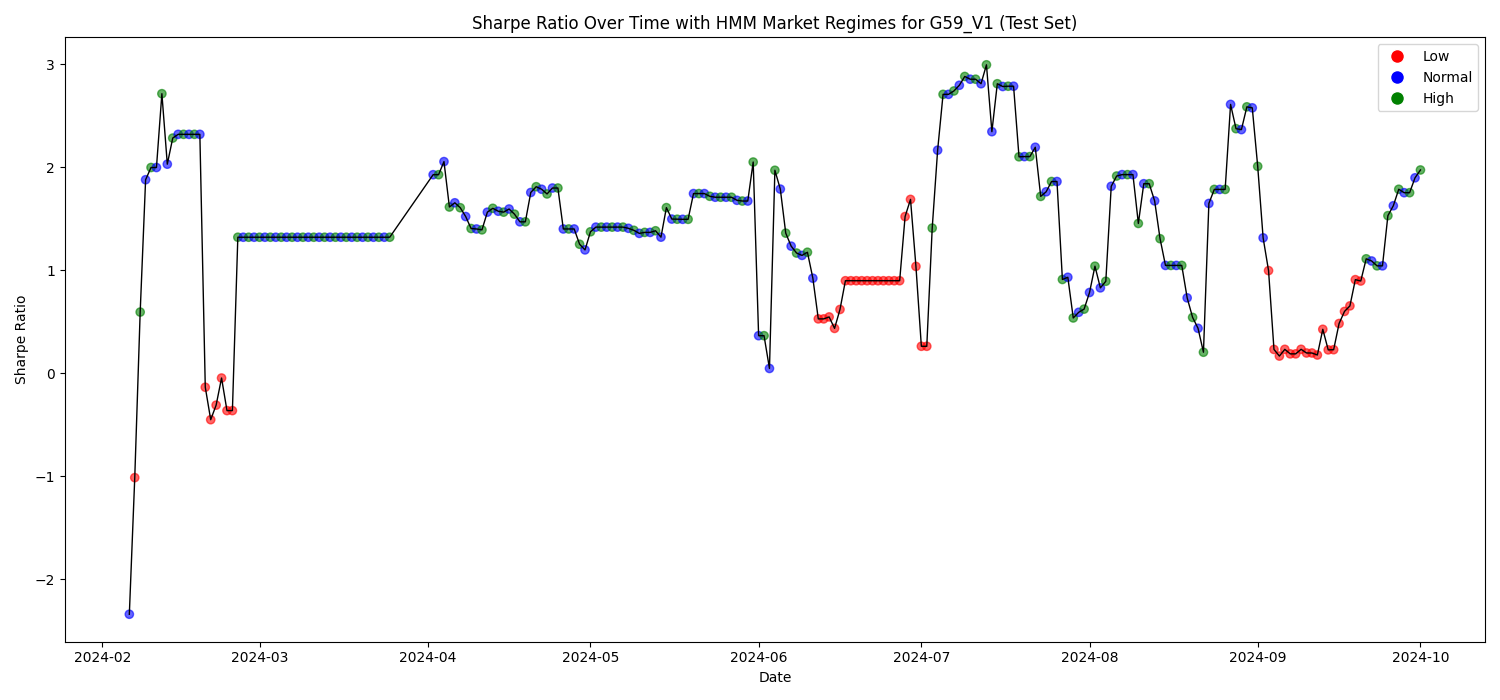 Sharpe Ratio Over Time with HMM Market Regimes for G59_V1 (Test Set)
Low
Normal
High
Sharpe Ratio
3
2
1
0
−1
−2
2024-02
2024-03
2024-04
2024-05
2024-06
2024-07
2024-08
2024-09
2024-10
Date